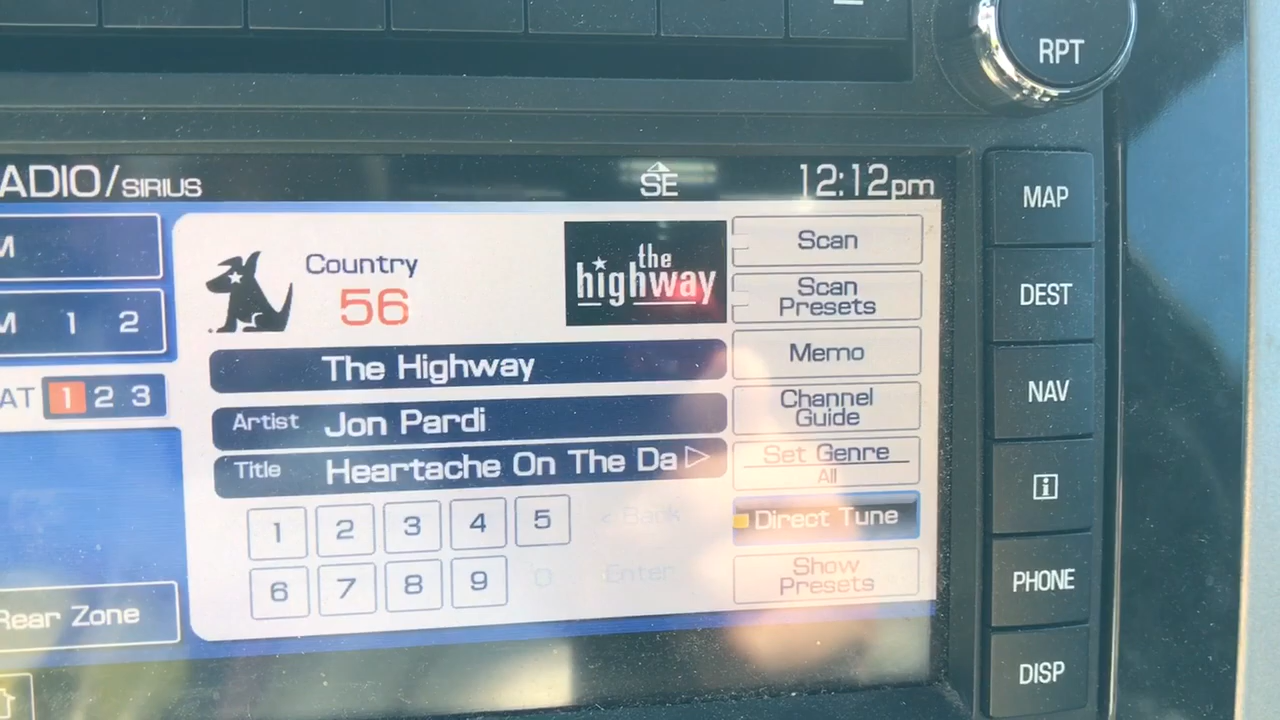 RPT
ADIO/SIRIUS
SE
12:12pm
M
M 1 2
AT 1 2 3
Rear Zone
Country
56
the
highway
The Highway
Artist Jon Pardi
Title Heartache On The Da
1 2 3 4 5 < Back
6 7 8 9 0 Enter
Scan
Scan
Presets
Memo
Channel
Guide
Set Genre
All
Direct Tune
Show
Presets
MAP
DEST
NAV
i
PHONE
DISP